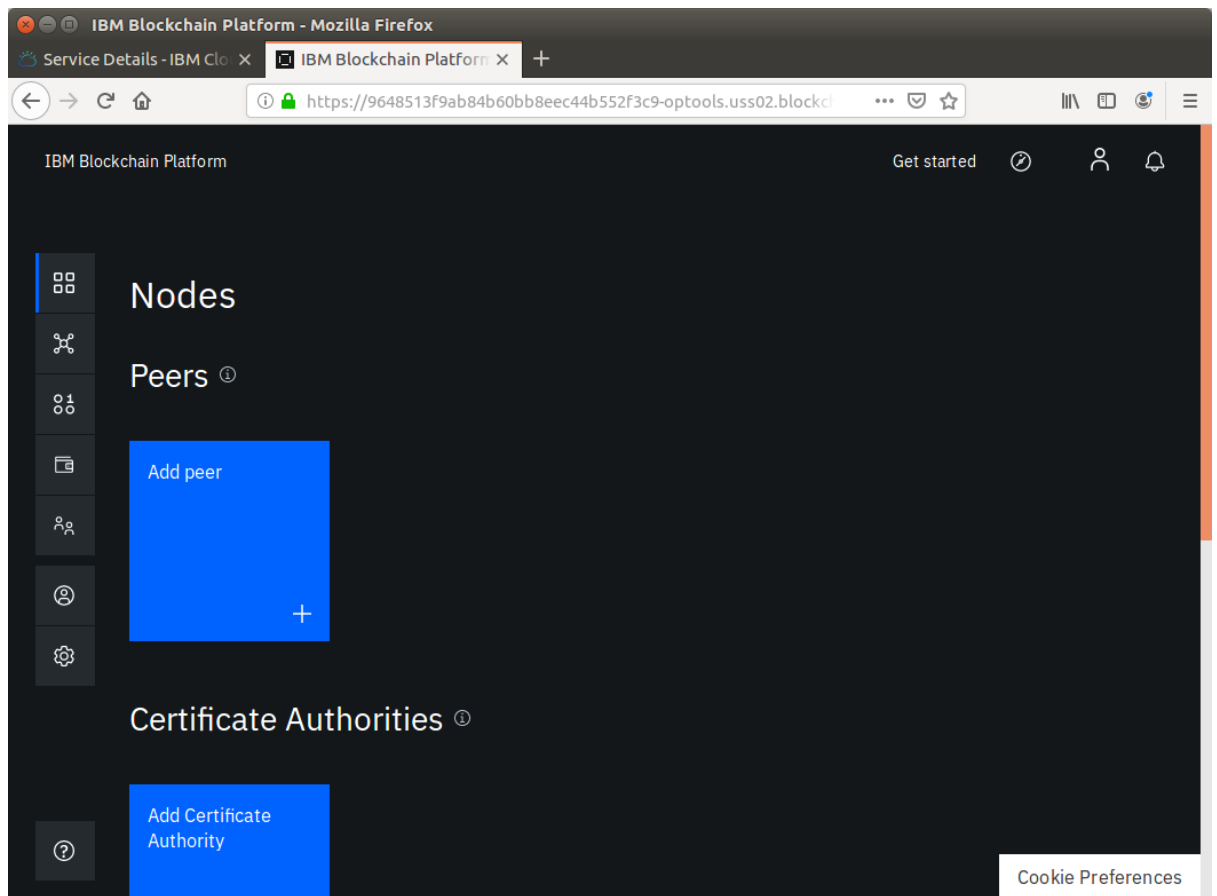 IBM Blockchain Platform - Mozilla Firefox
Service Details - IBM Clo
IBM Blockchain Platform
https://9648513f9ab84b60bb8eec44b552f3c9-optools.uss02.blockch
IBM Blockchain Platform
Get started
Nodes
Peers
Add peer
Certificate Authorities
Add Certificate
Authority
Cookie Preferences